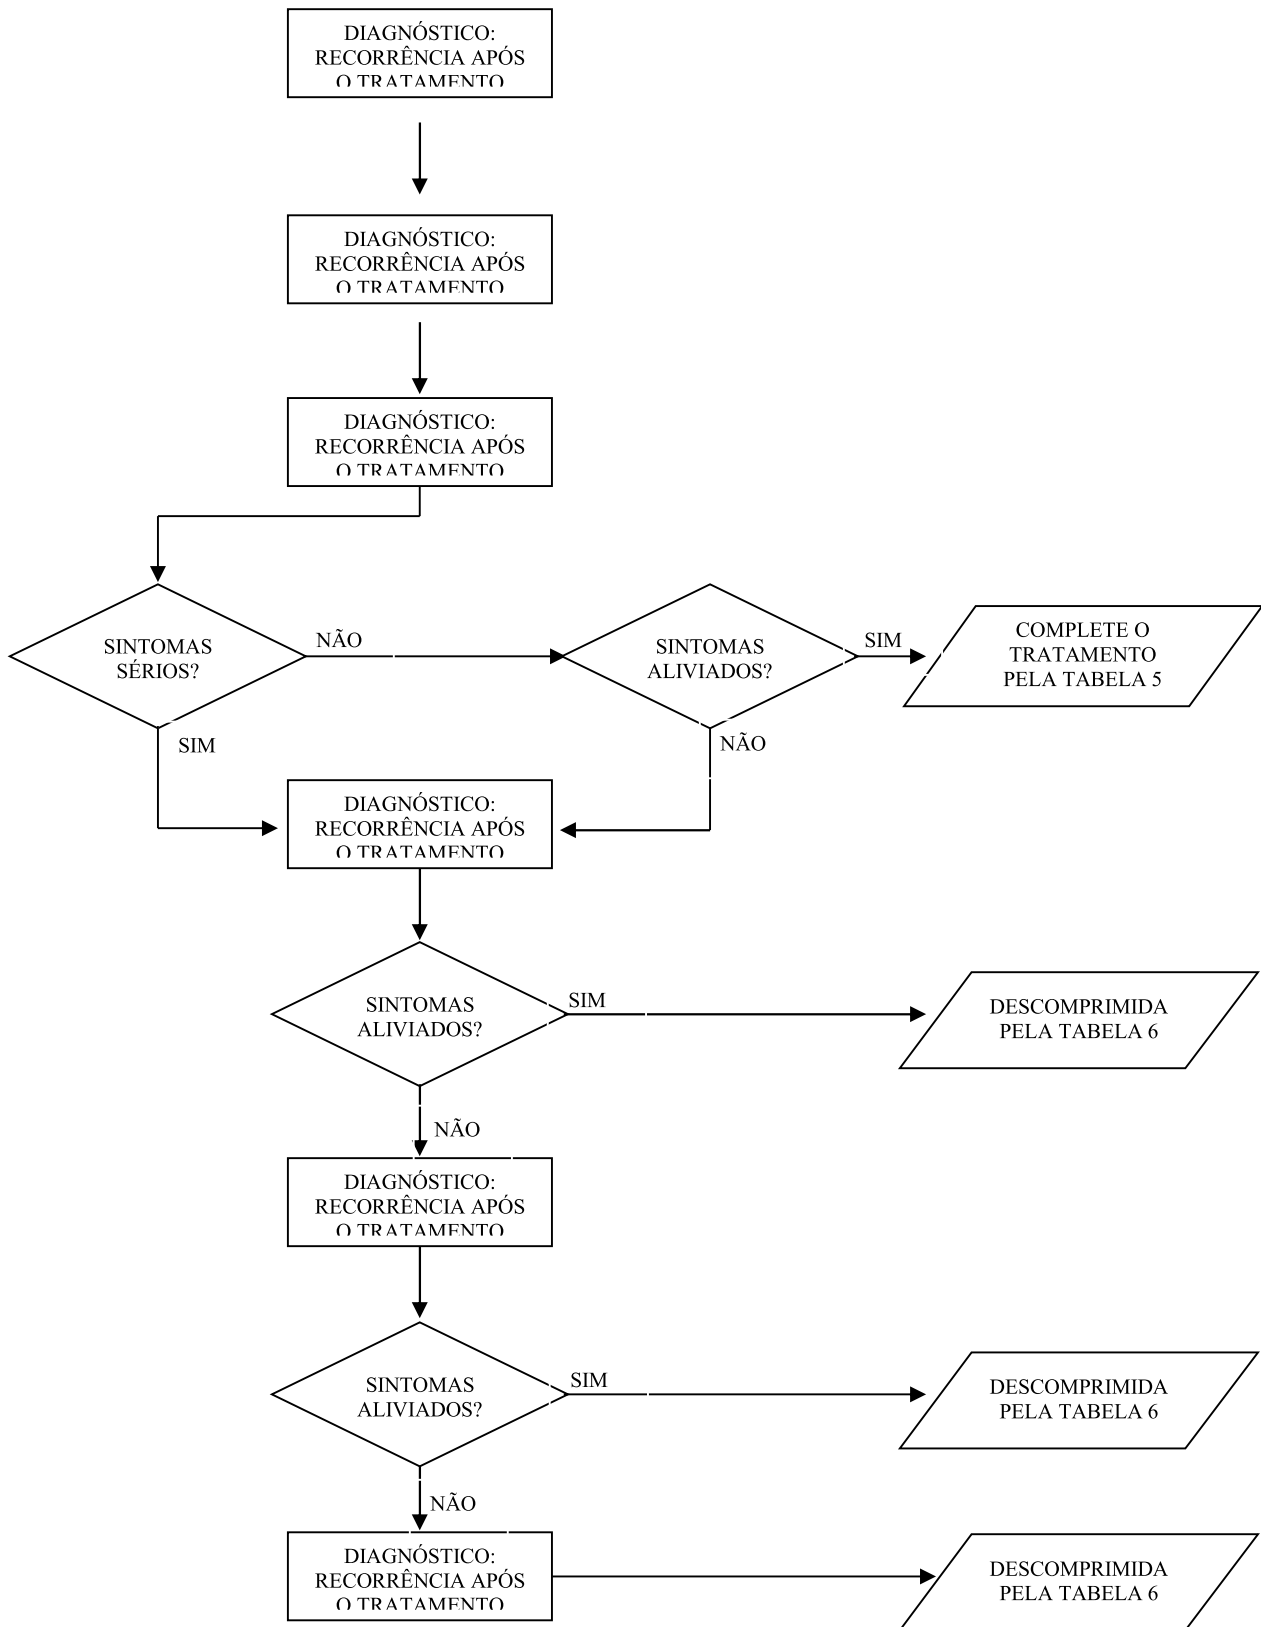 DIAGNÓSTICO:
RECORRÊNCIA APÓS
O TRATAMENTO
DIAGNÓSTICO:
RECORRÊNCIA APÓS
O TRATAMENTO
DIAGNÓSTICO:
RECORRÊNCIA APÓS
O TRATAMENTO
SINTOMAS
SÉRIOS?
NÃO
SINTOMAS
ALIVIADOS?
SIM
COMPLETE O
TRATAMENTO
PELA TABELA 5
SIM
NÃO
DIAGNÓSTICO:
RECORRÊNCIA APÓS
O TRATAMENTO
SINTOMAS
ALIVIADOS?
SIM
DESCOMPRIMIDA
PELA TABELA 6
NÃO
DIAGNÓSTICO:
RECORRÊNCIA APÓS
O TRATAMENTO
SINTOMAS
ALIVIADOS?
SIM
DESCOMPRIMIDA
PELA TABELA 6
NÃO
DIAGNÓSTICO:
RECORRÊNCIA APÓS
O TRATAMENTO
DESCOMPRIMIDA
PELA TABELA 6